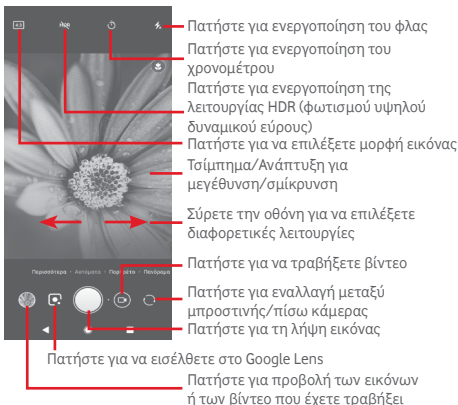 4:3
HDR
Πατήστε για ενεργοποίηση του φλας
Πατήστε για ενεργοποίηση του
χρονομέτρου
Πατήστε για ενεργοποίηση της
λειτουργίας HDR (φωτισμού υψηλού
δυναμικού εύρους)
Πατήστε για να επιλέξετε μορφή εικόνας
Τσίμπημα/Ανάπτυξη για
μεγέθυνση/σμίκρυνση
Σύρετε την οθόνη για να επιλέξετε
διαφορετικές λειτουργίες
Περισσότερα • Αυτόματα • Πορτραίτο • Πανόραμα
Πατήστε για να τραβήξετε βίντεο
Πατήστε για εναλλαγή μεταξύ
μπροστινής/πίσω κάμερας
Πατήστε για τη λήψη εικόνας
Πατήστε για να εισέλθετε στο Google Lens
Πατήστε για προβολή των εικόνων
ή των βίντεο που έχετε τραβήξει